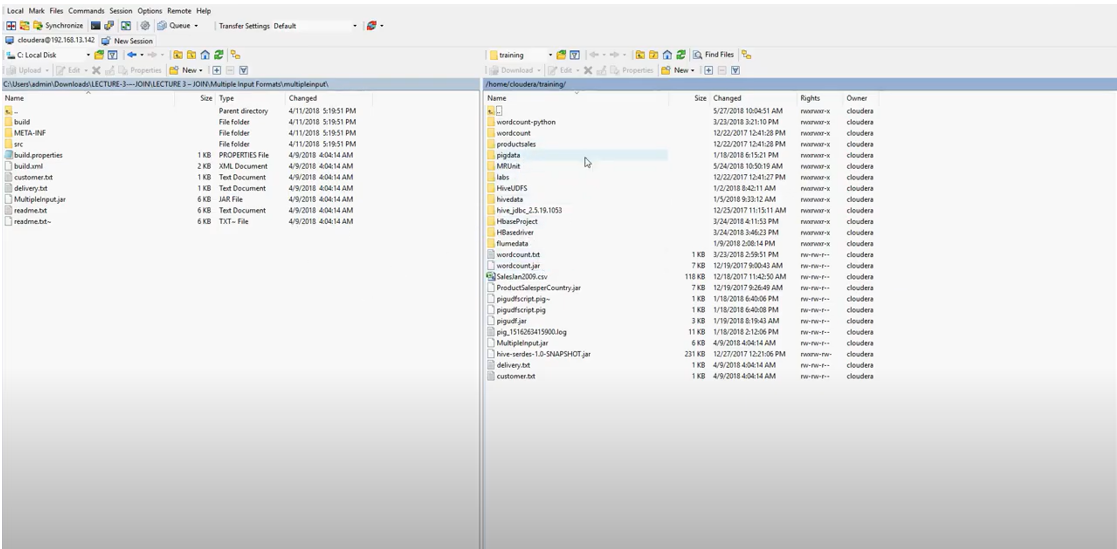 Local Mark Files Commands Session Options Remote Help
Synchronize Queue Transfer Settings Default
cloudera@192.168.13.142 New Session
C: Local Disk
Upload Edit Properties New
C:\Users\admin\Downloads\LECTURE-3---JOIN\LECTURE 3 – JOIN\Multiple Input Formats\multipleinput\
Name Size Type Changed
.. Parent directory 4/11/2018 5:19:51 PM
build File folder 4/11/2018 5:19:51 PM
META-INF File folder 4/11/2018 5:19:51 PM
src File folder 4/11/2018 5:19:51 PM
build.properties 1 KB PROPERTIES File 4/9/2018 4:04:14 AM
build.xml 2 KB XML Document 4/9/2018 4:04:14 AM
customer.txt 1 KB Text Document 4/9/2018 4:04:14 AM
delivery.txt 1 KB Text Document 4/9/2018 4:04:14 AM
MultipleInput.jar 6 KB JAR File 4/9/2018 4:04:14 AM
readme.txt 6 KB Text Document 4/9/2018 4:04:14 AM
readme.txt~ 6 KB TXT~ File 4/9/2018 4:04:14 AM
training Find Files
Download Edit Properties New
/home/cloudera/training/
Name Size Changed Rights Owner
.. 5/27/2018 10:04:51 AM rwxrwxr-x cloudera
wordcount-python 3/23/2018 3:21:10 PM rwxrwxr-x cloudera
wordcount 12/22/2017 12:41:28 PM rwxrwxr-x cloudera
productsales 12/22/2017 12:41:28 PM rwxrwxr-x cloudera
pigdata 1/18/2018 6:15:21 PM rwxrwxr-x cloudera
MRUnit 5/24/2018 10:50:19 AM rwxrwxr-x cloudera
labs 12/22/2017 12:41:27 PM rwxrwxr-x cloudera
HiveUDFS 1/2/2018 8:42:11 AM rwxrwxr-x cloudera
hivedata 1/5/2018 9:33:12 AM rwxrwxr-x cloudera
hive_jdbc_2.5.19.1053 12/25/2017 11:15:11 AM rwxrwxr-x cloudera
HbaseProject 3/24/2018 4:11:53 PM rwxrwxr-x cloudera
HBasedriver 3/24/2018 3:46:23 PM rwxrwxr-x cloudera
flumedata 1/9/2018 2:08:14 PM rwxrwxr-x cloudera
wordcount.txt 1 KB 3/23/2018 2:59:51 PM rw-rw-r-- cloudera
wordcount.jar 7 KB 12/19/2017 9:00:43 AM rw-rw-r-- cloudera
SalesJan2009.csv 118 KB 12/18/2017 11:42:50 AM rw-rw-r-- cloudera
ProductSalesperCountry.jar 7 KB 12/18/2017 9:26:49 AM rw-rw-r-- cloudera
pigudfscript.pig~ 1 KB 1/18/2018 6:40:06 PM rw-rw-r-- cloudera
pigudfscript.pig 1 KB 1/18/2018 6:40:08 PM rw-rw-r-- cloudera
pigudf.jar 3 KB 1/19/2018 8:19:43 AM rw-rw-r-- cloudera
pig_1516263415900.log 11 KB 1/18/2018 2:12:06 PM rw-rw-r-- cloudera
MultipleInput.jar 6 KB 4/9/2018 4:04:14 AM rw-rw-r-- cloudera
hive-serdes-1.0-SNAPSHOT.jar 231 KB 12/27/2017 12:21:06 PM rwxrwxrw- cloudera
delivery.txt 1 KB 4/9/2018 4:04:14 AM rw-rw-r-- cloudera
customer.txt 1 KB 4/9/2018 4:04:14 AM rw-rw-r-- cloudera